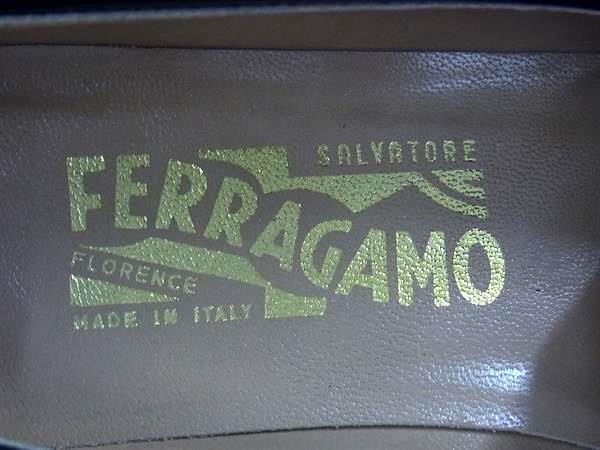 SALVATORE
FERRAGAMO
FLORENCE
MADE IN ITALY